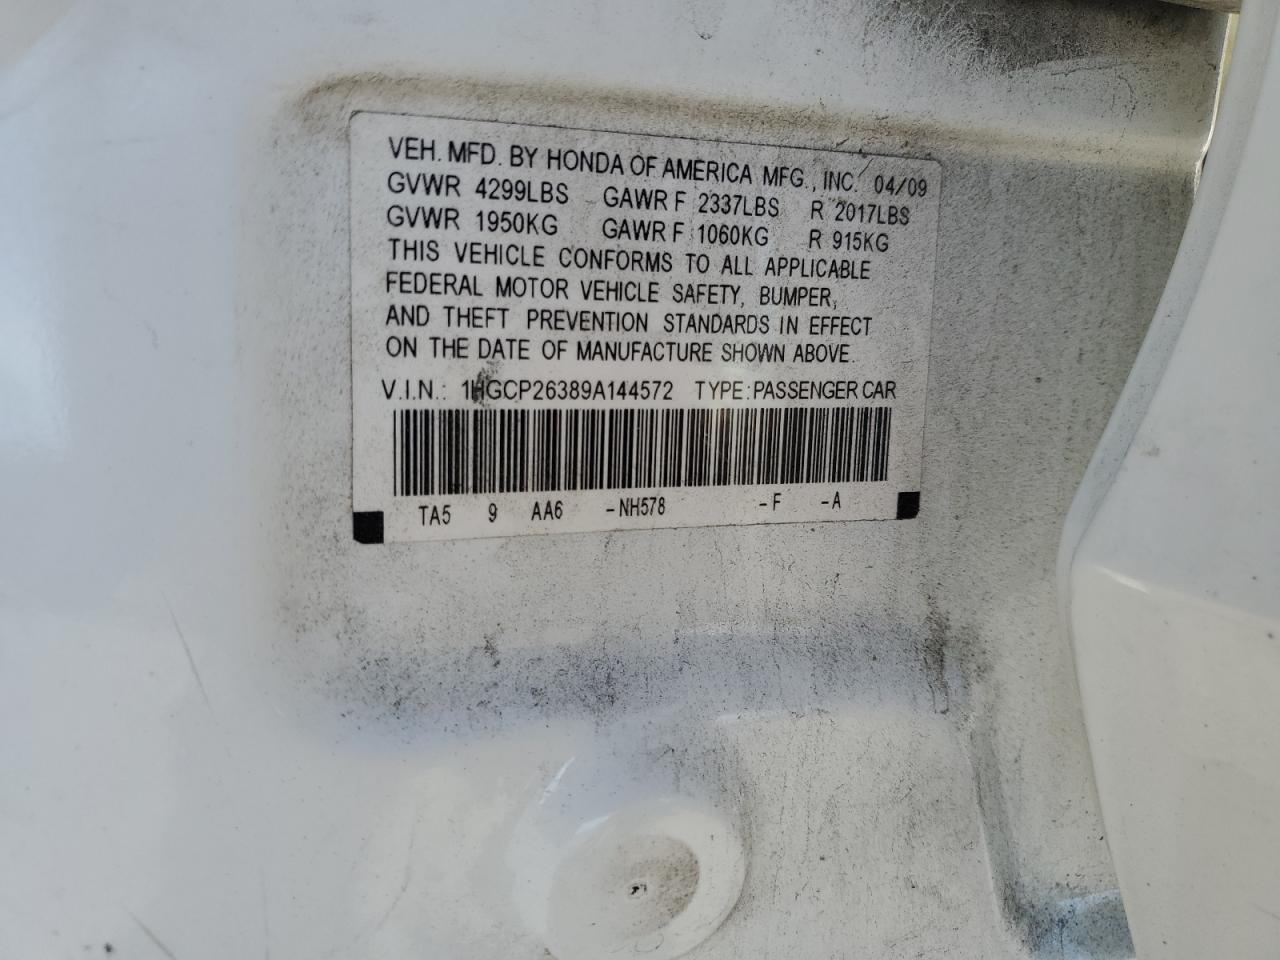 VEH. MFD. BY HONDA OF AMERICA MFG., INC. 04/09
GVWR 4299LBS GAWR F 2337LBS R 2017LBS
GVWR 1950KG GAWR F 1060KG R 915KG
THIS VEHICLE CONFORMS TO ALL APPLICABLE
FEDERAL MOTOR VEHICLE SAFETY, BUMPER,
AND THEFT PREVENTION STANDARDS IN EFFECT
ON THE DATE OF MANUFACTURE SHOWN ABOVE.
V.I.N.: 1HGCP26389A144572 TYPE: PASSENGER CAR
TA5 9 AA6 -NH578 -F -A